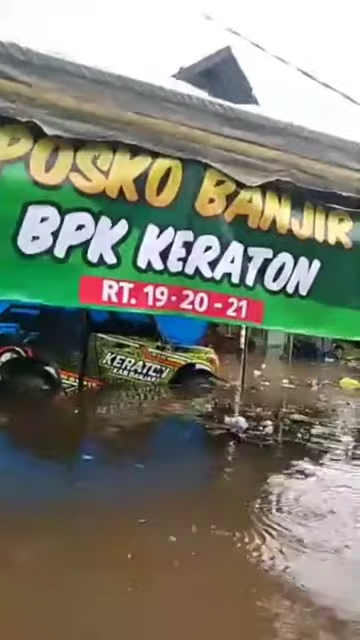 POSKO BANJIR
BPK KERATON
RT. 19-20-21
KERATON